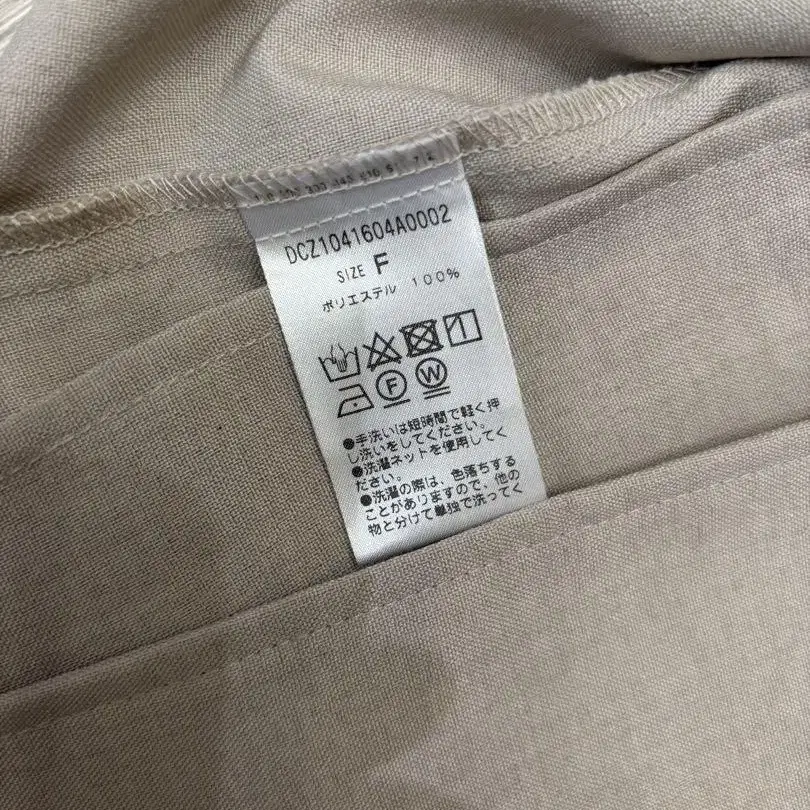 DCZ1041604A0002
SIZE F
ポリエステル 100%
F W
●手洗いは短時間で軽く押
し洗いをしてください。
●洗濯ネットを使用してく
ださい。
●洗濯の際は、色落ちする
ことがありますので、他の
物と分けて単独で洗ってく